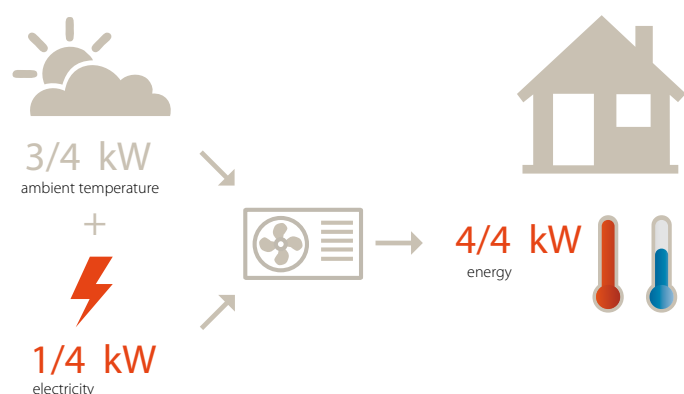 3/4 kW
ambient temperature
+
1/4 kW
electricity
4/4 kW
energy